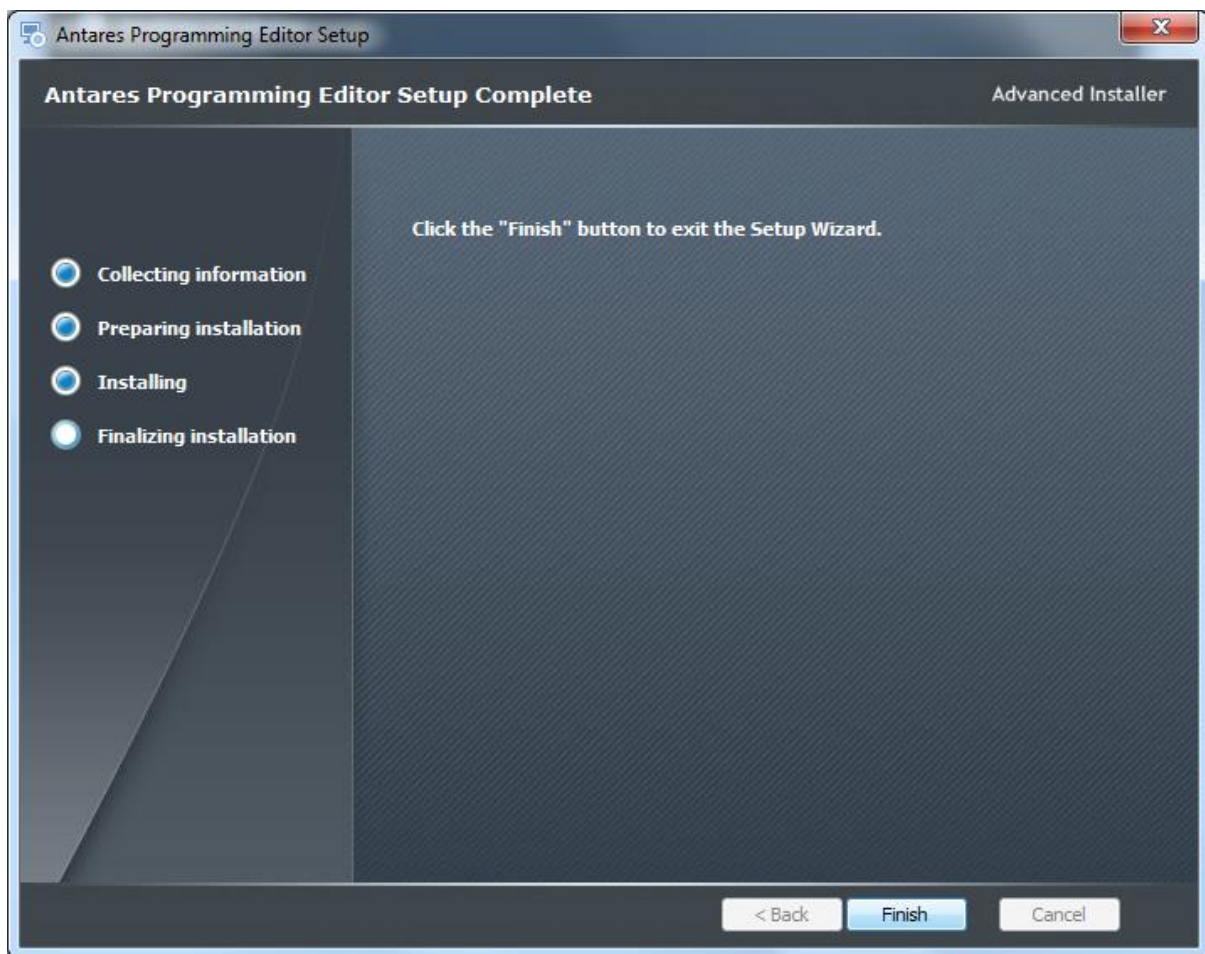 Antares Programming Editor Setup
Antares Programming Editor Setup Complete
Advanced Installer
Click the "Finish" button to exit the Setup Wizard.
Collecting information
Preparing installation
Installing
Finalizing installation
< Back
Finish
Cancel